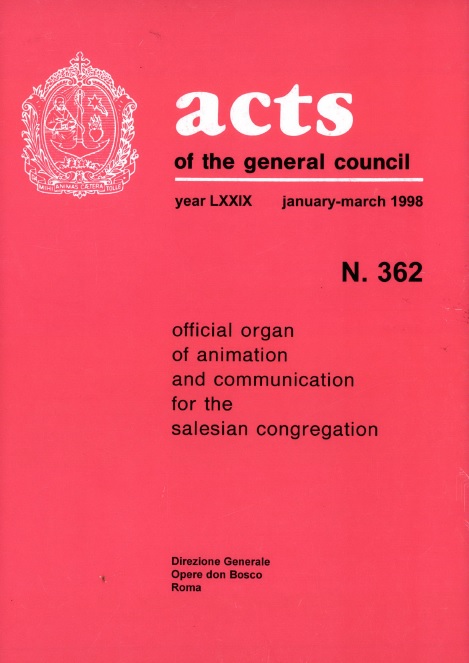 acts
of the general council
year LXXIX january-march 1998
N. 362
official organ
of animation
and communication
for the
salesian congregation
Direzione Generale
Opere don Bosco
Roma